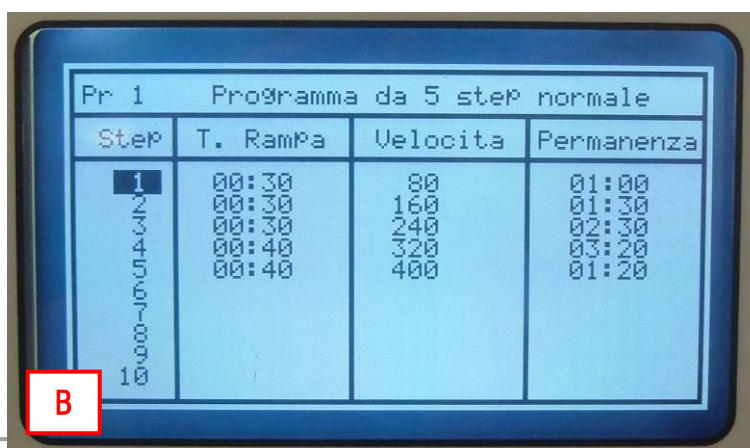 Pr 1 Programma da 5 step normale
Step T. Rampa Velocita Permanenza
1 00:30 80 01:00
2 00:30 160 01:30
3 00:30 240 02:30
4 00:40 320 03:20
5 00:40 400 01:20
6
7
8
9
10
B